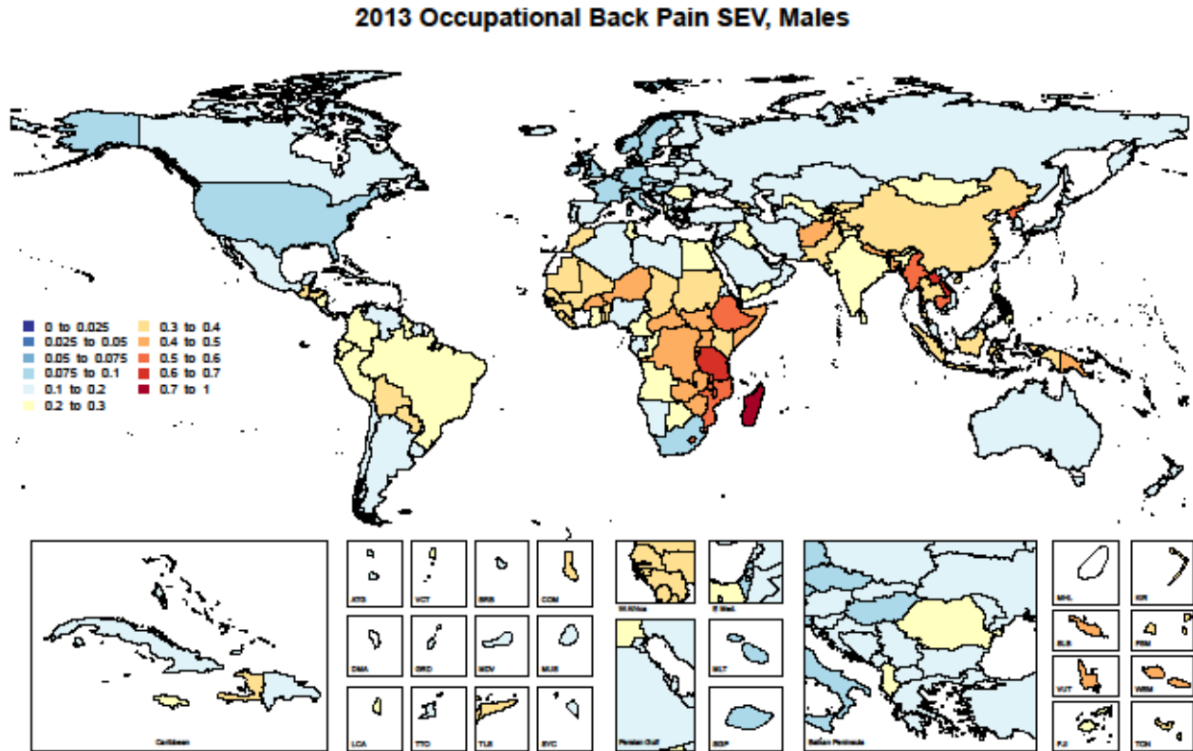 2013 Occupational Back Pain SEV, Males
0 to 0.025
0.025 to 0.05
0.05 to 0.075
0.075 to 0.1
0.1 to 0.2
0.2 to 0.3
0.3 to 0.4
0.4 to 0.5
0.5 to 0.6
0.6 to 0.7
0.7 to 1
Caribbean
ATG
VCT
BRB
COM
DMA
GRD
MDV
MUS
LCA
TTO
TLS
SYC
W Africa
E Med.
Persian Gulf
MLT
SGP
Balkan Peninsula
MHL
KIR
SLB
FSM
VUT
WSM
FJI
TON